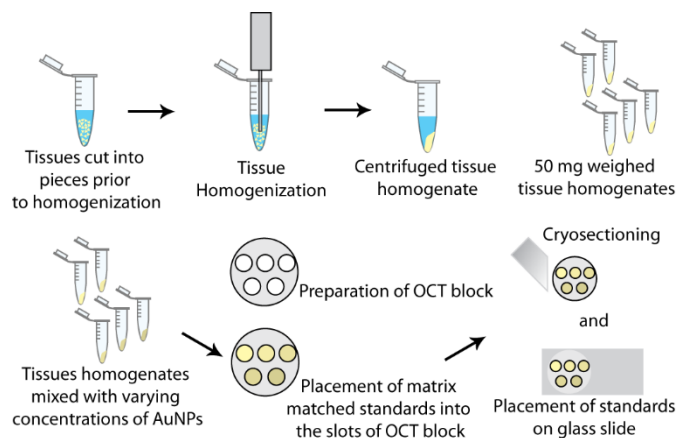 Tissues cut into
pieces prior
to homogenization
Tissue
Homogenization
Centrifuged tissue
homogenate
50 mg weighed
tissue homogenates
Tissues homogenates
mixed with varying
concentrations of AuNPs
Preparation of OCT block
Placement of matrix
matched standards into
the slots of OCT block
Cryosectioning
and
Placement of standards
on glass slide